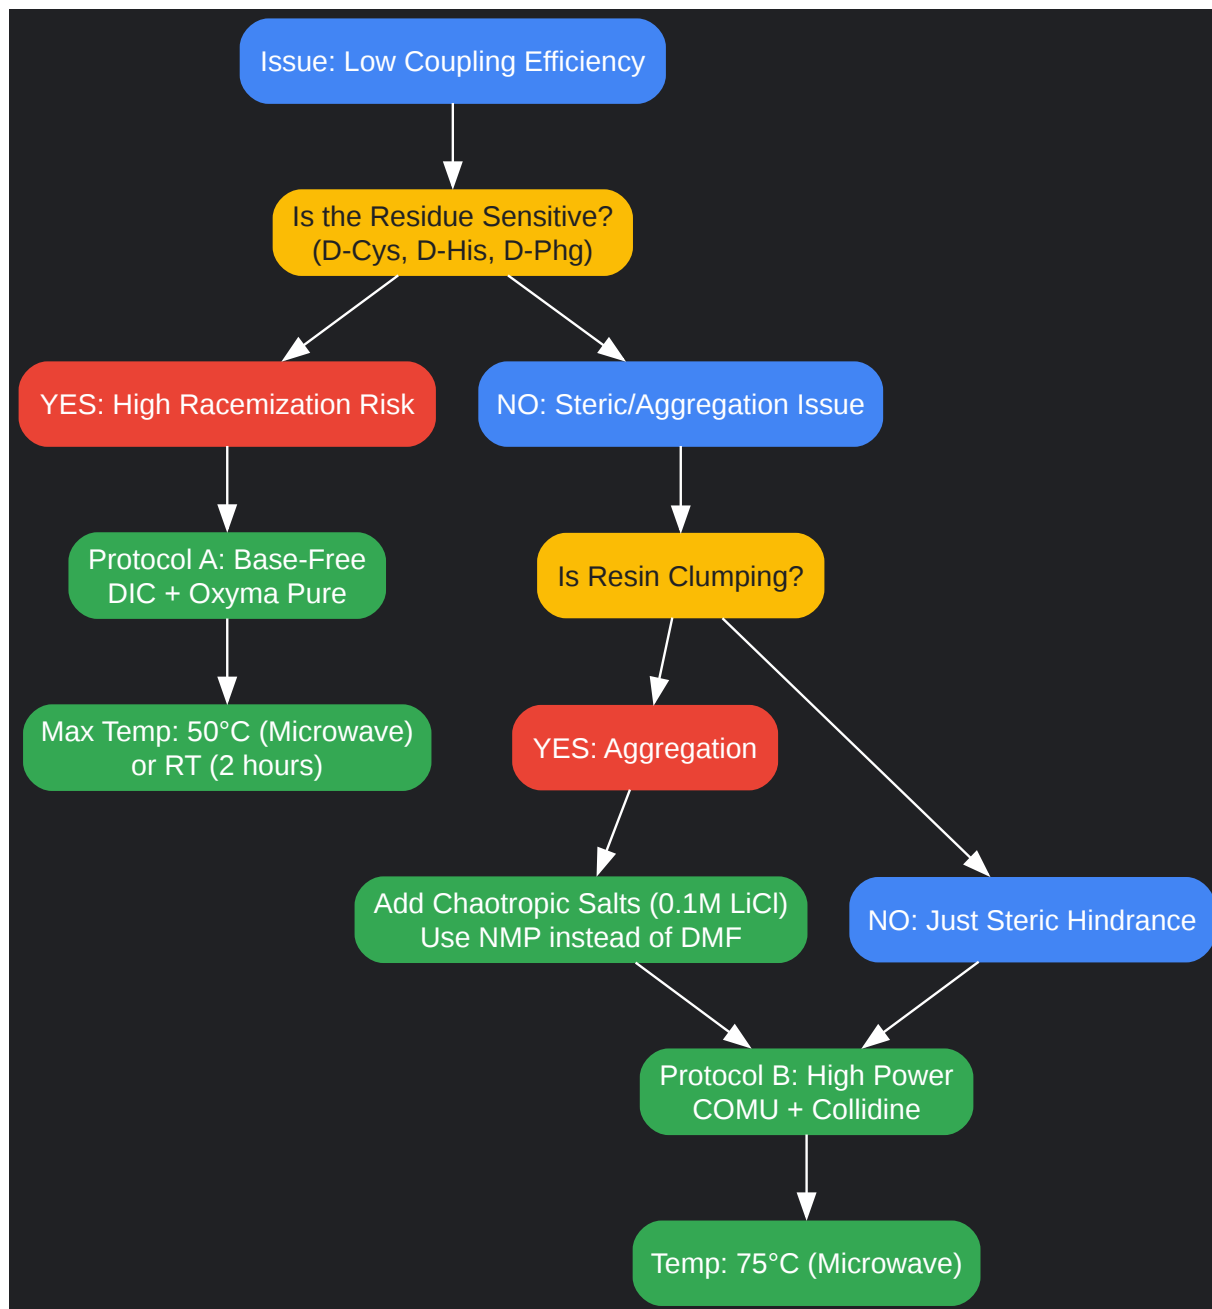 Issue: Low Coupling Efficiency
Is the Residue Sensitive?
(D-Cys, D-His, D-Phg)
YES: High Racemization Risk
NO: Steric/Aggregation Issue
Protocol A: Base-Free
DIC + Oxyma Pure
Is Resin Clumping?
Max Temp: 50°C (Microwave)
or RT (2 hours)
YES: Aggregation
Add Chaotropic Salts (0.1M LiCl)
Use NMP instead of DMF
NO: Just Steric Hindrance
Protocol B: High Power
COMU + Collidine
Temp: 75°C (Microwave)